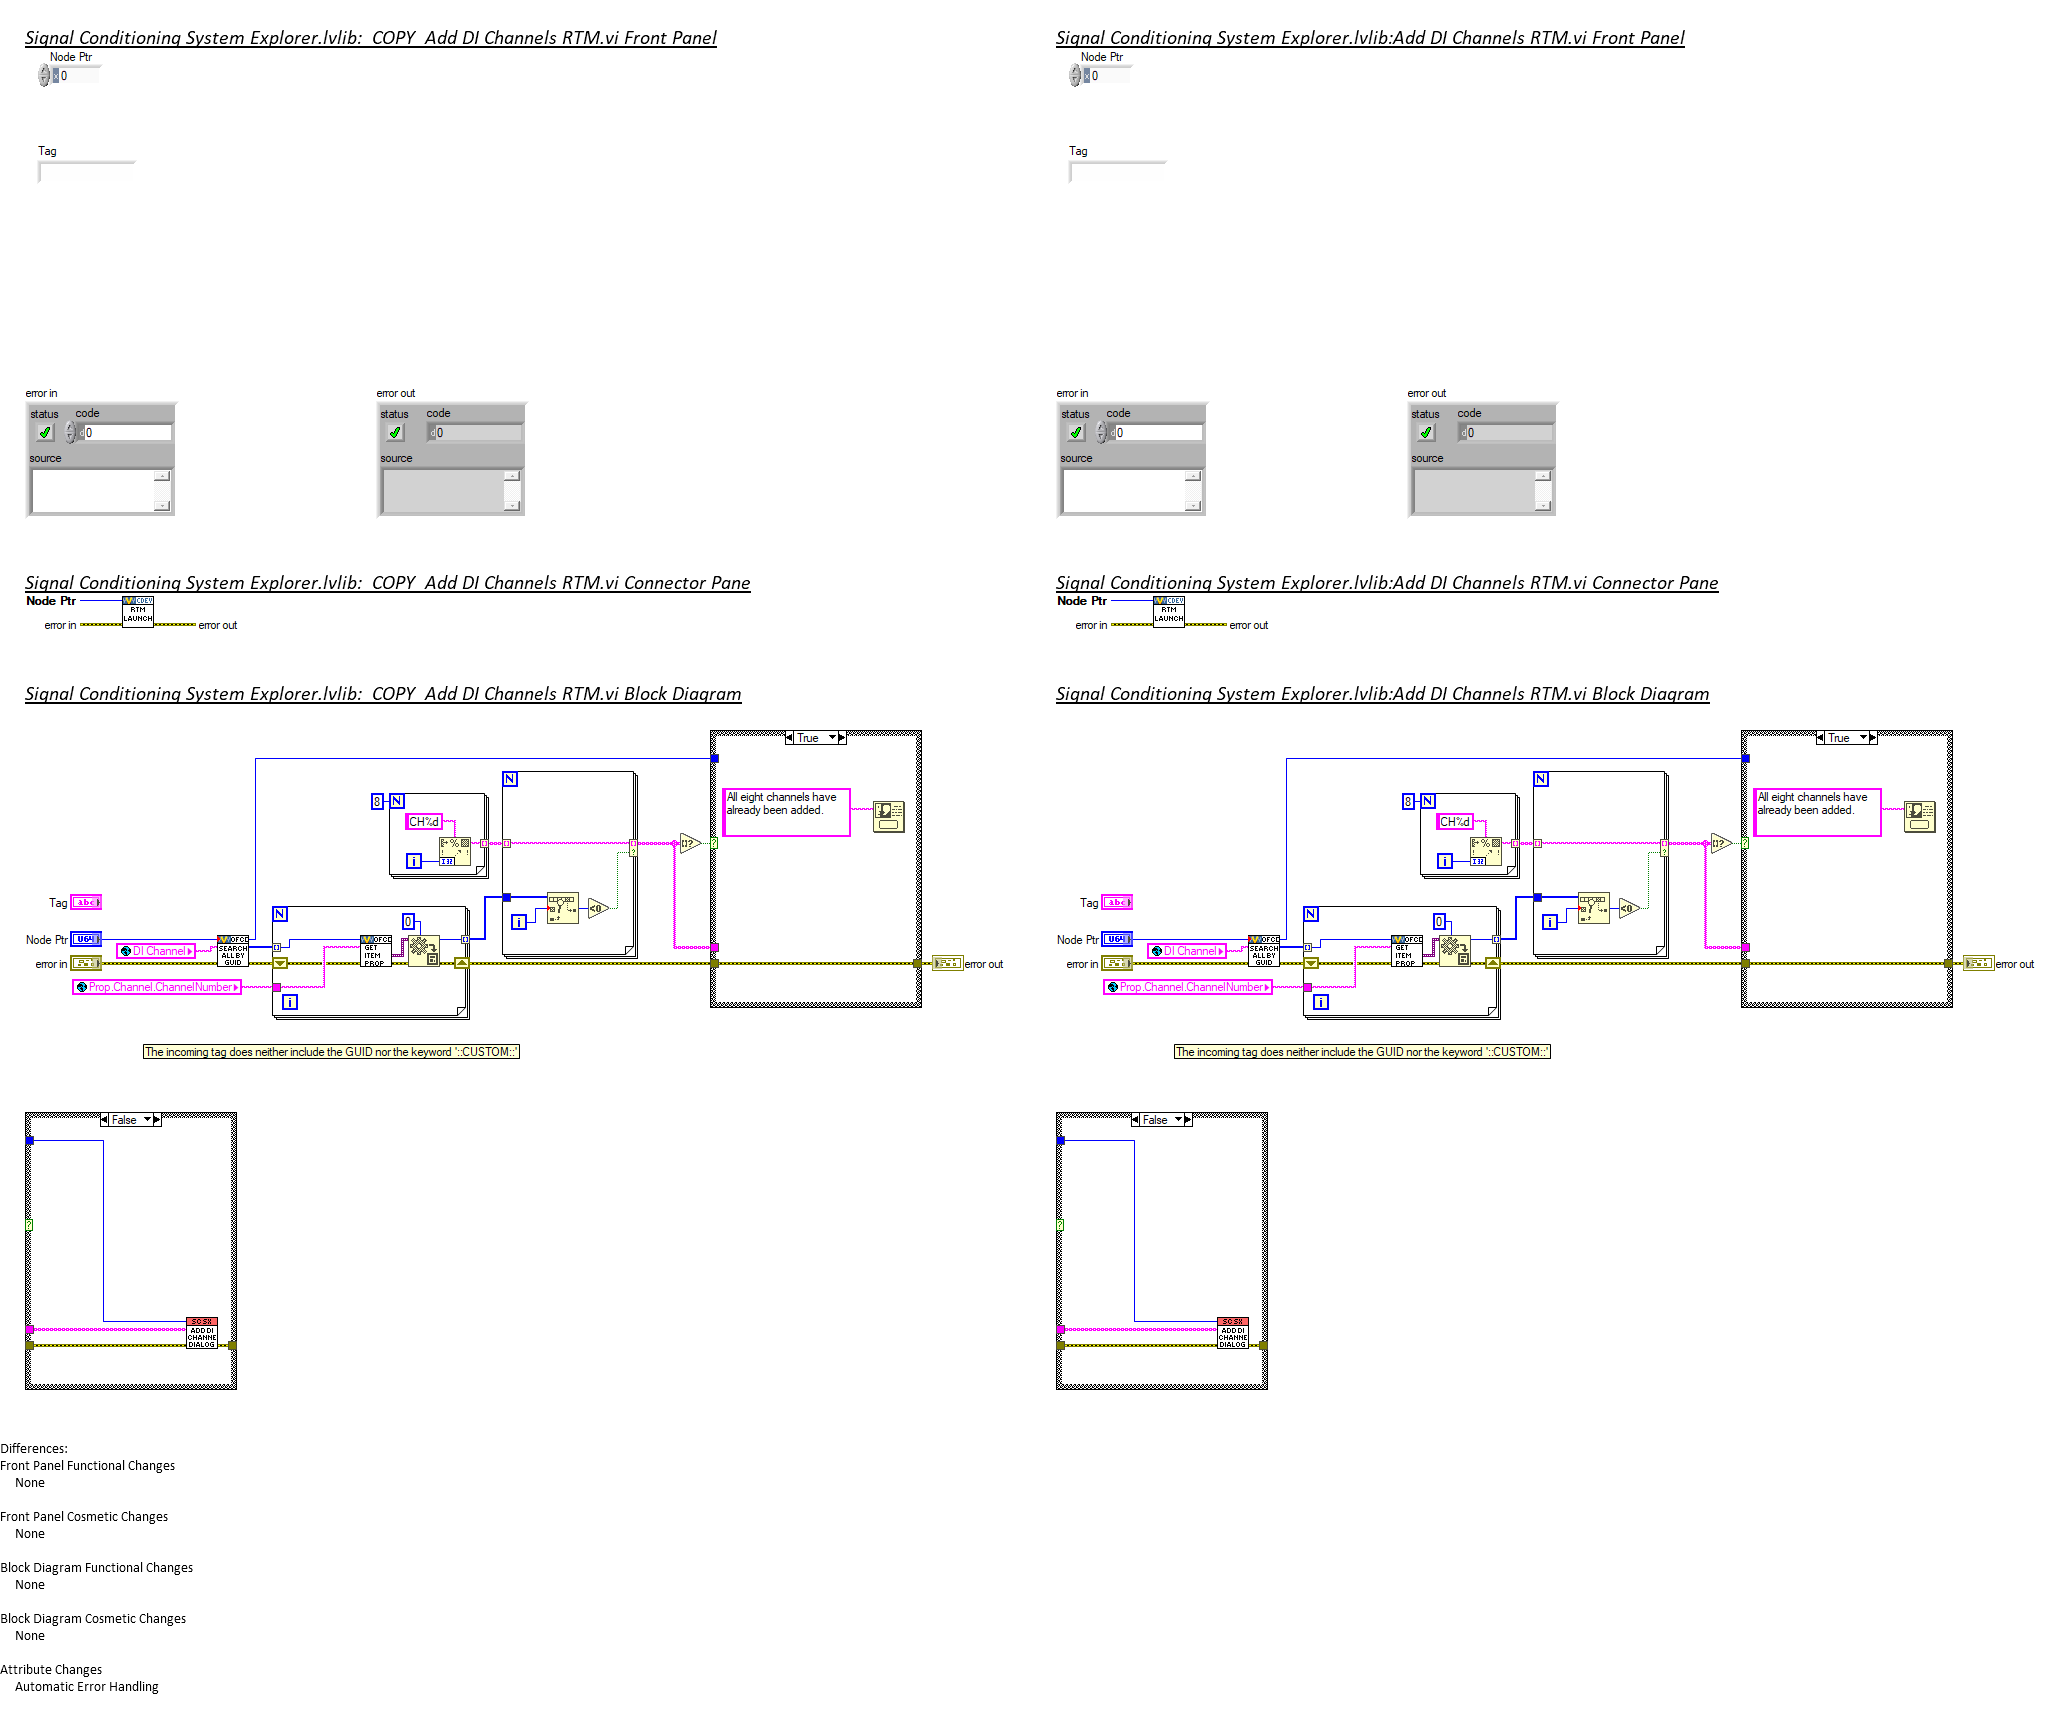 Signal Conditioning System Explorer.lvlib:  COPY  Add DI Channels RTM.vi Front Panel
Node Ptr
x 0
Tag
error in
status code
d 0
source
error out
status code
d 0
source
Signal Conditioning System Explorer.lvlib:  COPY  Add DI Channels RTM.vi Connector Pane
Node Ptr
CDEV
RTM
LAUNCH
error in
error out
Signal Conditioning System Explorer.lvlib:  COPY  Add DI Channels RTM.vi Block Diagram
True
N
8 N
All eight channels have
already been added.
CH%d
[]?
?
i I32
?
Tag abc
i <0
N 0
Node Ptr U64
DI Channel
OFCD
SEARCH
ALL BY
GUID
OFCD
GET
ITEM
PROP
error in
error out
Prop.Channel.ChannelNumber
i
The incoming tag does neither include the GUID nor the keyword '::CUSTOM::'
False
?
SCSX
ADD DI
CHANNE
DIALOG
Signal Conditioning System Explorer.lvlib:Add DI Channels RTM.vi Front Panel
Node Ptr
x 0
Tag
error in
status code
d 0
source
error out
status code
d 0
source
Signal Conditioning System Explorer.lvlib:Add DI Channels RTM.vi Connector Pane
Node Ptr
CDEV
RTM
LAUNCH
error in
error out
Signal Conditioning System Explorer.lvlib:Add DI Channels RTM.vi Block Diagram
True
N
8 N
All eight channels have
already been added.
CH%d
[]?
?
i I32
?
Tag abc
i <0
N 0
Node Ptr U64
DI Channel
OFCD
SEARCH
ALL BY
GUID
OFCD
GET
ITEM
PROP
error in
error out
Prop.Channel.ChannelNumber
i
The incoming tag does neither include the GUID nor the keyword '::CUSTOM::'
False
?
SCSX
ADD DI
CHANNE
DIALOG
Differences:
Front Panel Functional Changes
None
Front Panel Cosmetic Changes
None
Block Diagram Functional Changes
None
Block Diagram Cosmetic Changes
None
Attribute Changes
Automatic Error Handling